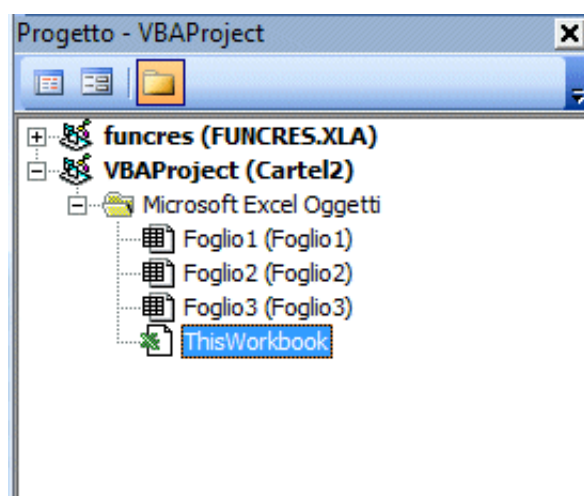 Progetto - VBAProject
funcres (FUNCRES.XLA)
VBAProject (Cartel2)
Microsoft Excel Oggetti
Foglio1 (Foglio1)
Foglio2 (Foglio2)
Foglio3 (Foglio3)
ThisWorkbook